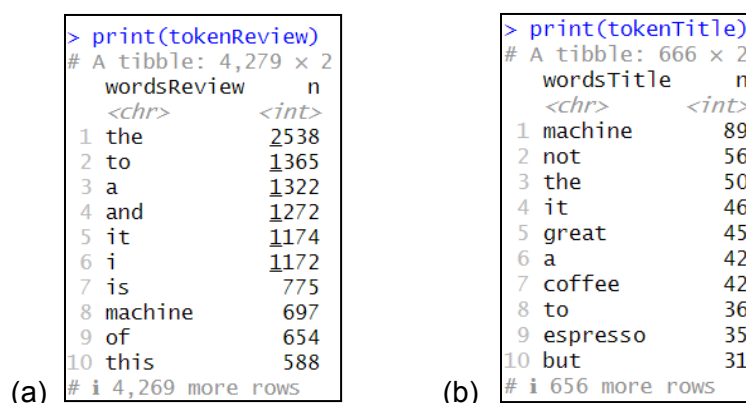 > print(tokenReview)
# A tibble: 4,279 × 2
wordsReview n
<chr> <int>
1 the 2538
2 to 1365
3 a 1322
4 and 1272
5 it 1174
6 i 1172
7 is 775
8 machine 697
9 of 654
10 this 588
# ℹ 4,269 more rows
(a)
> print(tokenTitle)
# A tibble: 666 × 2
wordsTitle n
<chr> <int>
1 machine 89
2 not 56
3 the 50
4 it 46
5 great 45
6 a 42
7 coffee 42
8 to 36
9 espresso 35
10 but 31
# ℹ 656 more rows
(b)